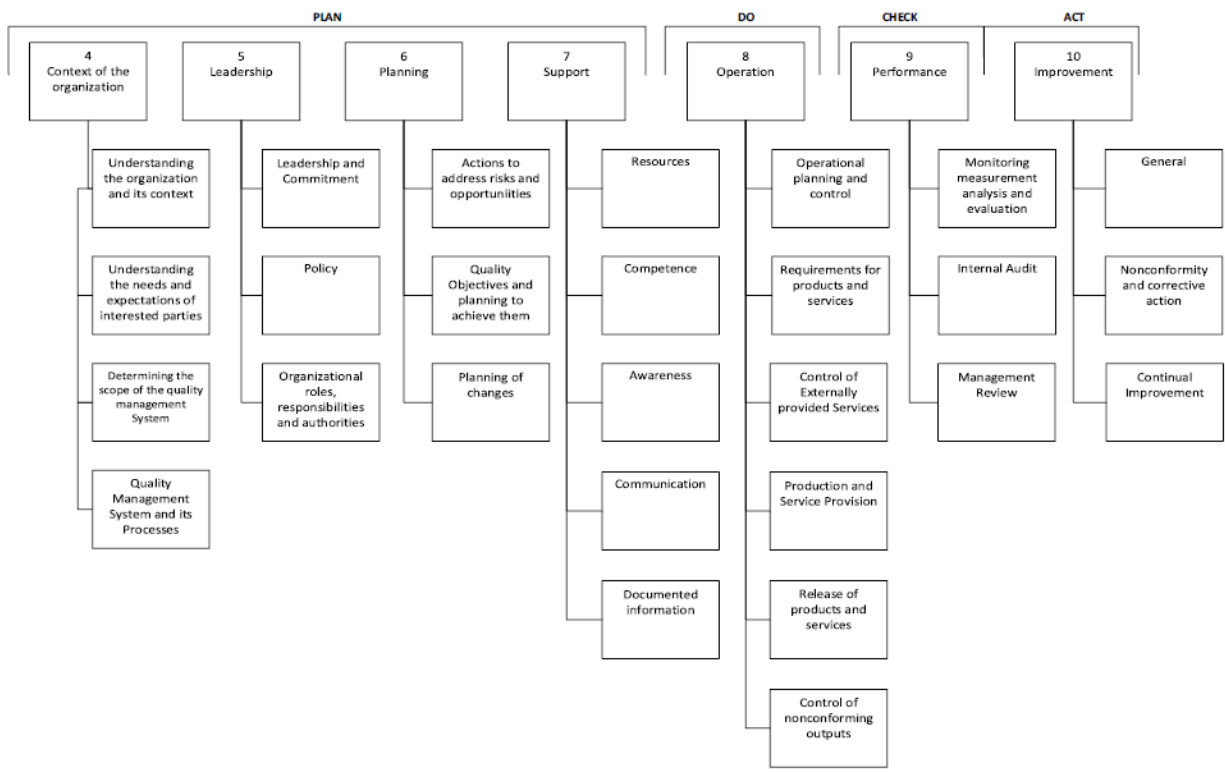 PLAN
DO
CHECK
ACT
4
Context of the
organization
5
Leadership
6
Planning
7
Support
8
Operation
9
Performance
10
Improvement
Understanding
the organization
and its context
Understanding
the needs and
expectations of
interested parties
Determining the
scope of the quality
management
System
Quality
Management
System and its
Processes
Leadership and
Commitment
Policy
Organizational
roles,
responsibilities
and authorities
Actions to
address risks and
opportuniities
Quality
Objectives and
planning to
achieve them
Planning of
changes
Resources
Competence
Awareness
Communication
Documented
information
Operational
planning and
control
Requirements for
products and
services
Control of
Externally
provided Services
Production and
Service Provision
Release of
products and
services
Control of
nonconforming
outputs
Monitoring
measurement
analysis and
evaluation
Internal Audit
Management
Review
General
Nonconformity
and corrective
action
Continual
Improvement